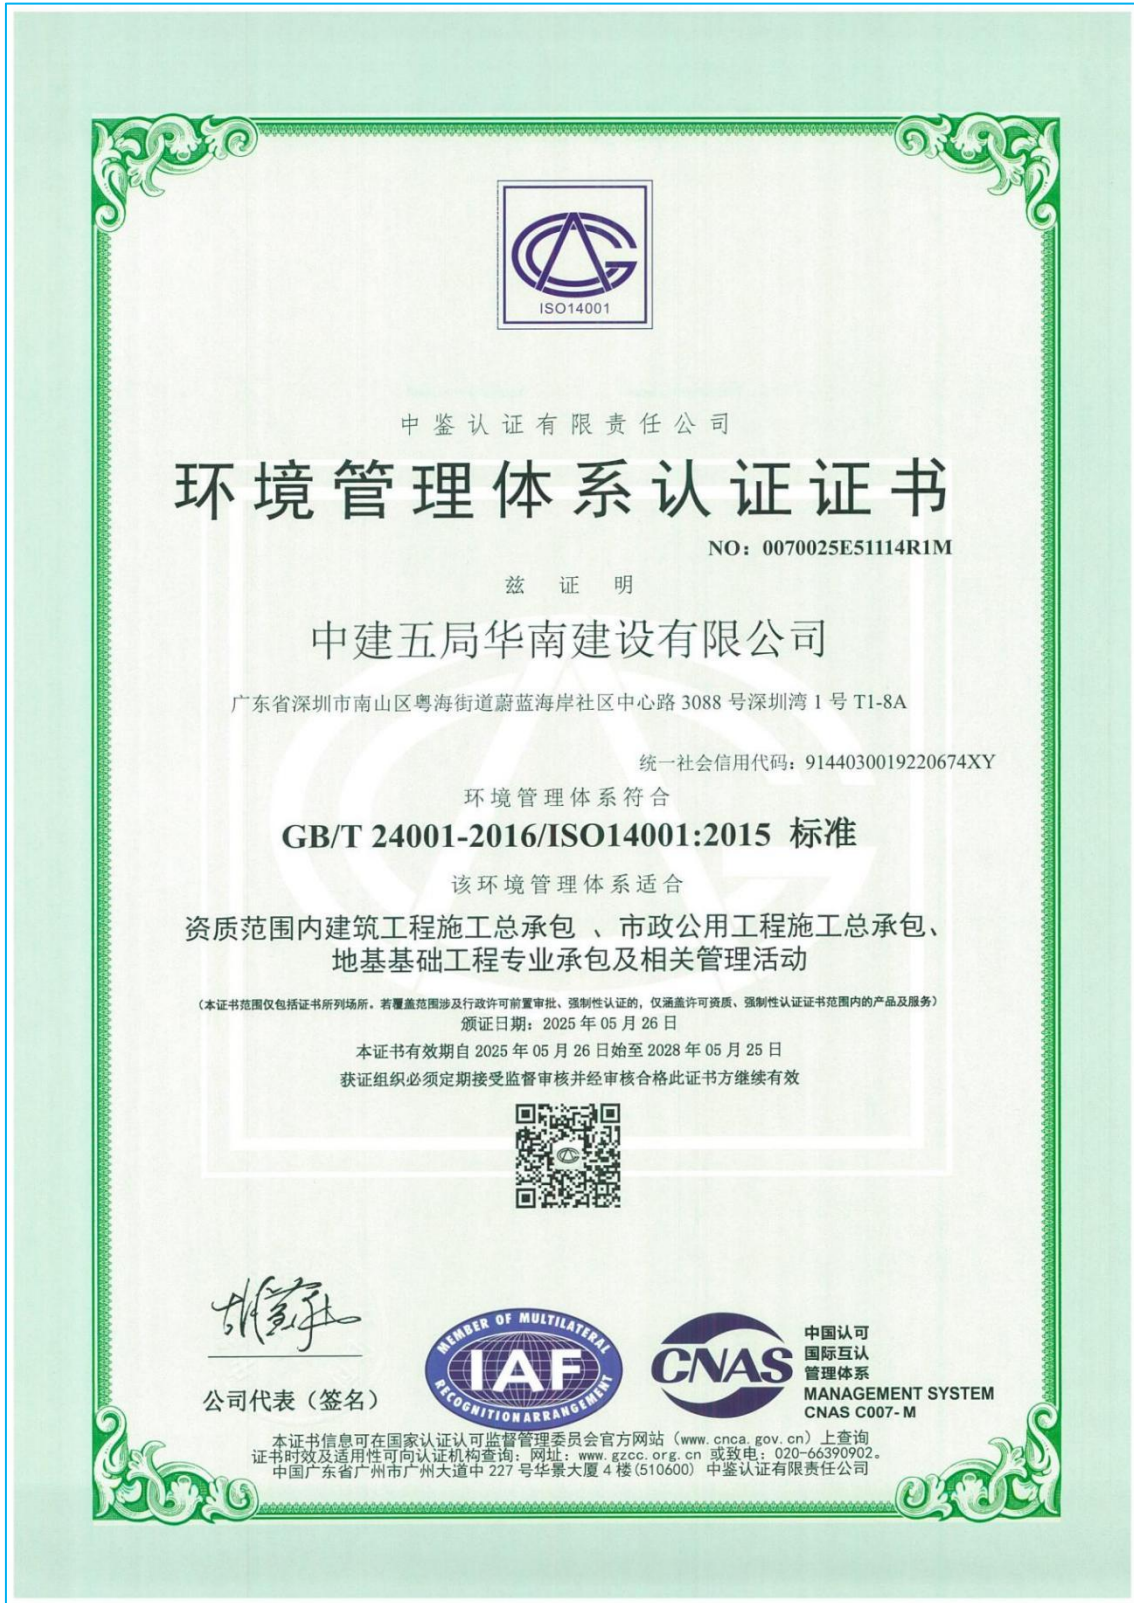 ISO14001
中鉴认证有限责任公司
环境管理体系认证证书
NO：0070025E51114R1M
兹证明
中建五局华南建设有限公司
广东省深圳市南山区粤海街道蔚蓝海岸社区中心路 3088 号深圳湾 1 号 T1-8A
统一社会信用代码：9144030019220674XY
环境管理体系符合
GB/T 24001-2016/ISO14001:2015 标准
该环境管理体系适合
资质范围内建筑工程施工总承包 、市政公用工程施工总承包、
地基基础工程专业承包及相关管理活动
（本证书范围仅包括证书所列场所。若覆盖范围涉及行政许可前置审批、强制性认证的，仅涵盖许可资质、强制性认证证书范围内的产品及服务）
颁证日期：2025 年 05 月 26 日
本证书有效期自 2025 年 05 月 26 日始至 2028 年 05 月 25 日
获证组织必须定期接受监督审核并经审核合格此证书方继续有效
公司代表（签名）
MEMBER OF MULTILATERAL
IAF
RECOGNITION ARRANGEMENT
CNAS
中国认可
国际互认
管理体系
MANAGEMENT SYSTEM
CNAS C007-M
本证书信息可在国家认证认可监督管理委员会官方网站（www.cnca.gov.cn）上查询
证书时效及适用性可向认证机构查询：网址：www.gzcc.org.cn 或致电：020-66390902。
中国广东省广州市广州大道中 227 号华景大厦 4 楼(510600) 中鉴认证有限责任公司